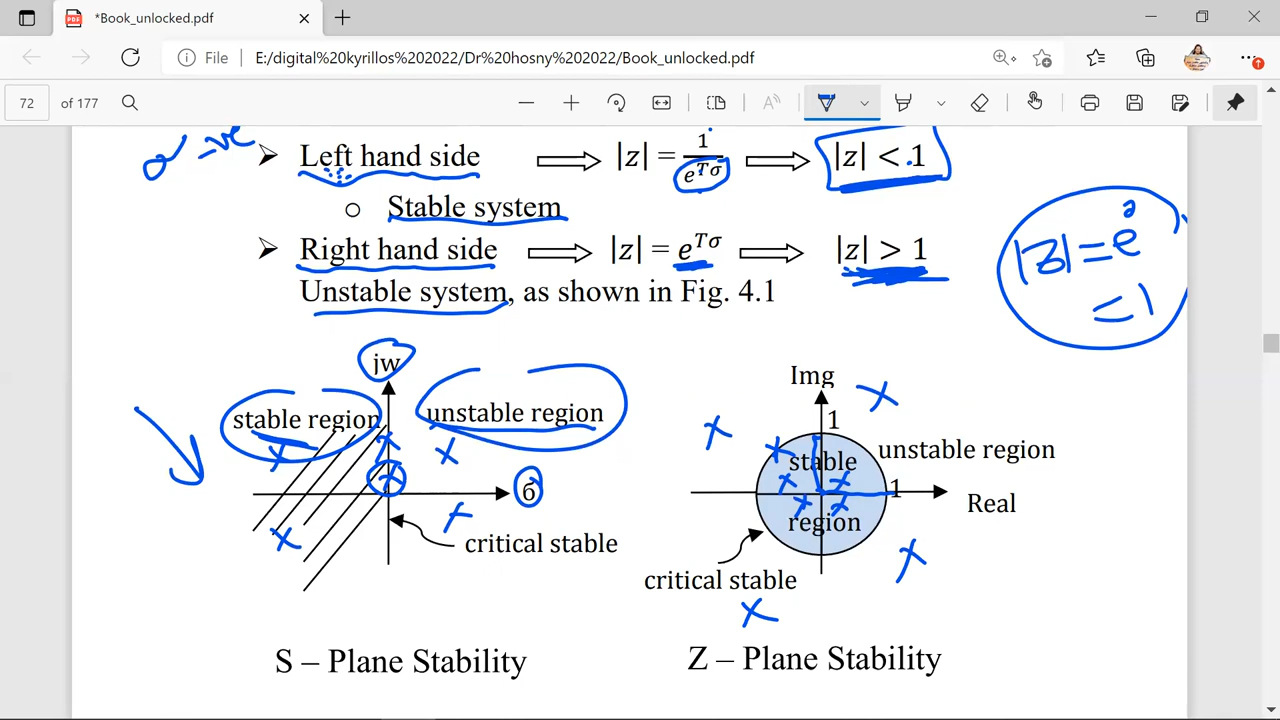 *Book_unlocked.pdf
File E:/digital%20kyrillos%202022/Dr%20hosny%202022/Book_unlocked.pdf
72 of 177
σ -ve
➢ Left hand side ⟹ |z| = 1/e^{Tσ} ⟹ |z| < 1
o Stable system
➢ Right hand side ⟹ |z| = e^{Tσ} ⟹ |z| > 1
Unstable system, as shown in Fig. 4.1
|Z| = e^0
= 1
jw
stable region
unstable region
б
critical stable
Img
1
stable
unstable region
1
Real
region
critical stable
S – Plane Stability
Z – Plane Stability